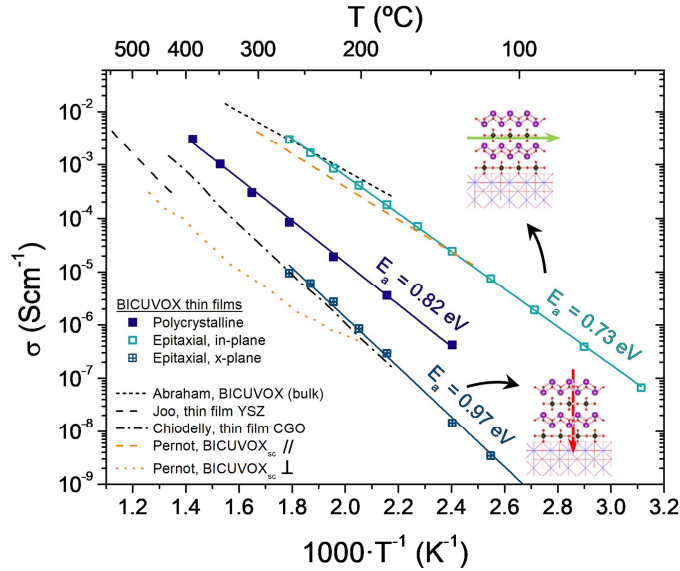 T (ºC)
500 400 300 200 100
10⁻²
10⁻³
10⁻⁴
10⁻⁵
10⁻⁶
10⁻⁷
10⁻⁸
10⁻⁹
σ (Scm⁻¹)
Eₐ = 0.82 eV
Eₐ = 0.73 eV
Eₐ = 0.97 eV
BICUVOX thin films
Polycrystalline
Epitaxial, in-plane
Epitaxial, x-plane
Abraham, BICUVOX (bulk)
Joo, thin film YSZ
Chiodelly, thin film CGO
Pernot, BICUVOXsc //
Pernot, BICUVOXsc ⊥
1.2 1.4 1.6 1.8 2.0 2.2 2.4 2.6 2.8 3.0 3.2
1000·T⁻¹ (K⁻¹)